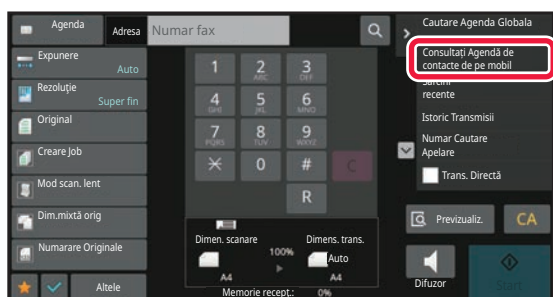 Agenda
Adresa
Numar fax
Expunere
Auto
Rezoluție
Super fin
Original
Creare Job
Mod scan. lent
Dim.mixtă orig
Numarare Originale
Altele
1
2
ABC
3
DEF
4
GHI
5
JKL
6
MNO
7
PQRS
8
TUV
9
WXYZ
0
#
C
R
Dimen. scanare
100%
Dimens. trans.
Auto
A4
A4
Memorie recept.:
0%
Cautare Agenda Globala
Consultați Agendă de
contacte de pe mobil
Sarcini
recente
Istoric Transmisii
Numar Cautare
Apelare
Trans. Directă
Previzualiz.
CA
Difuzor
Start